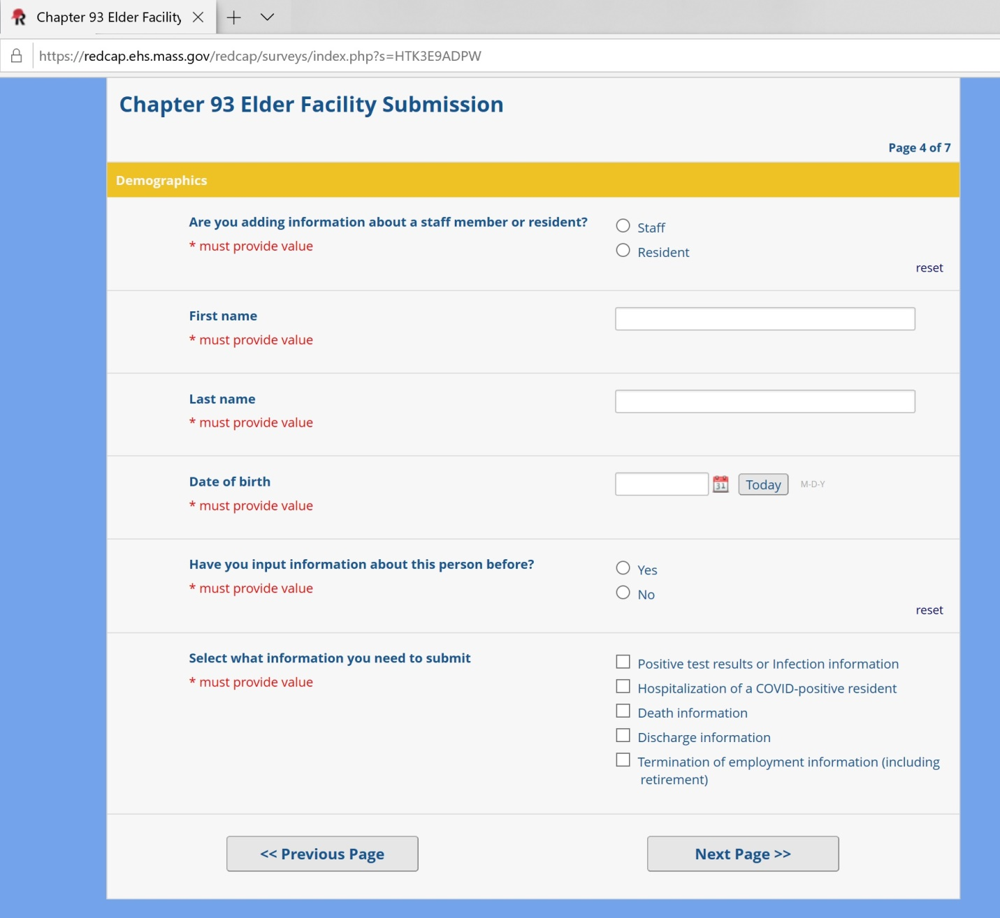 Chapter 93 Elder Facility
https://redcap.ehs.mass.gov/redcap/surveys/index.php?s=HTK3E9ADPW
Chapter 93 Elder Facility Submission
Page 4 of 7
Demographics
Are you adding information about a staff member or resident?
* must provide value
Staff
Resident
reset
First name
* must provide value
Last name
* must provide value
Date of birth
* must provide value
31
Today
M-D-Y
Have you input information about this person before?
* must provide value
Yes
No
reset
Select what information you need to submit
* must provide value
Positive test results or Infection information
Hospitalization of a COVID-positive resident
Death information
Discharge information
Termination of employment information (including
retirement)
<< Previous Page
Next Page >>